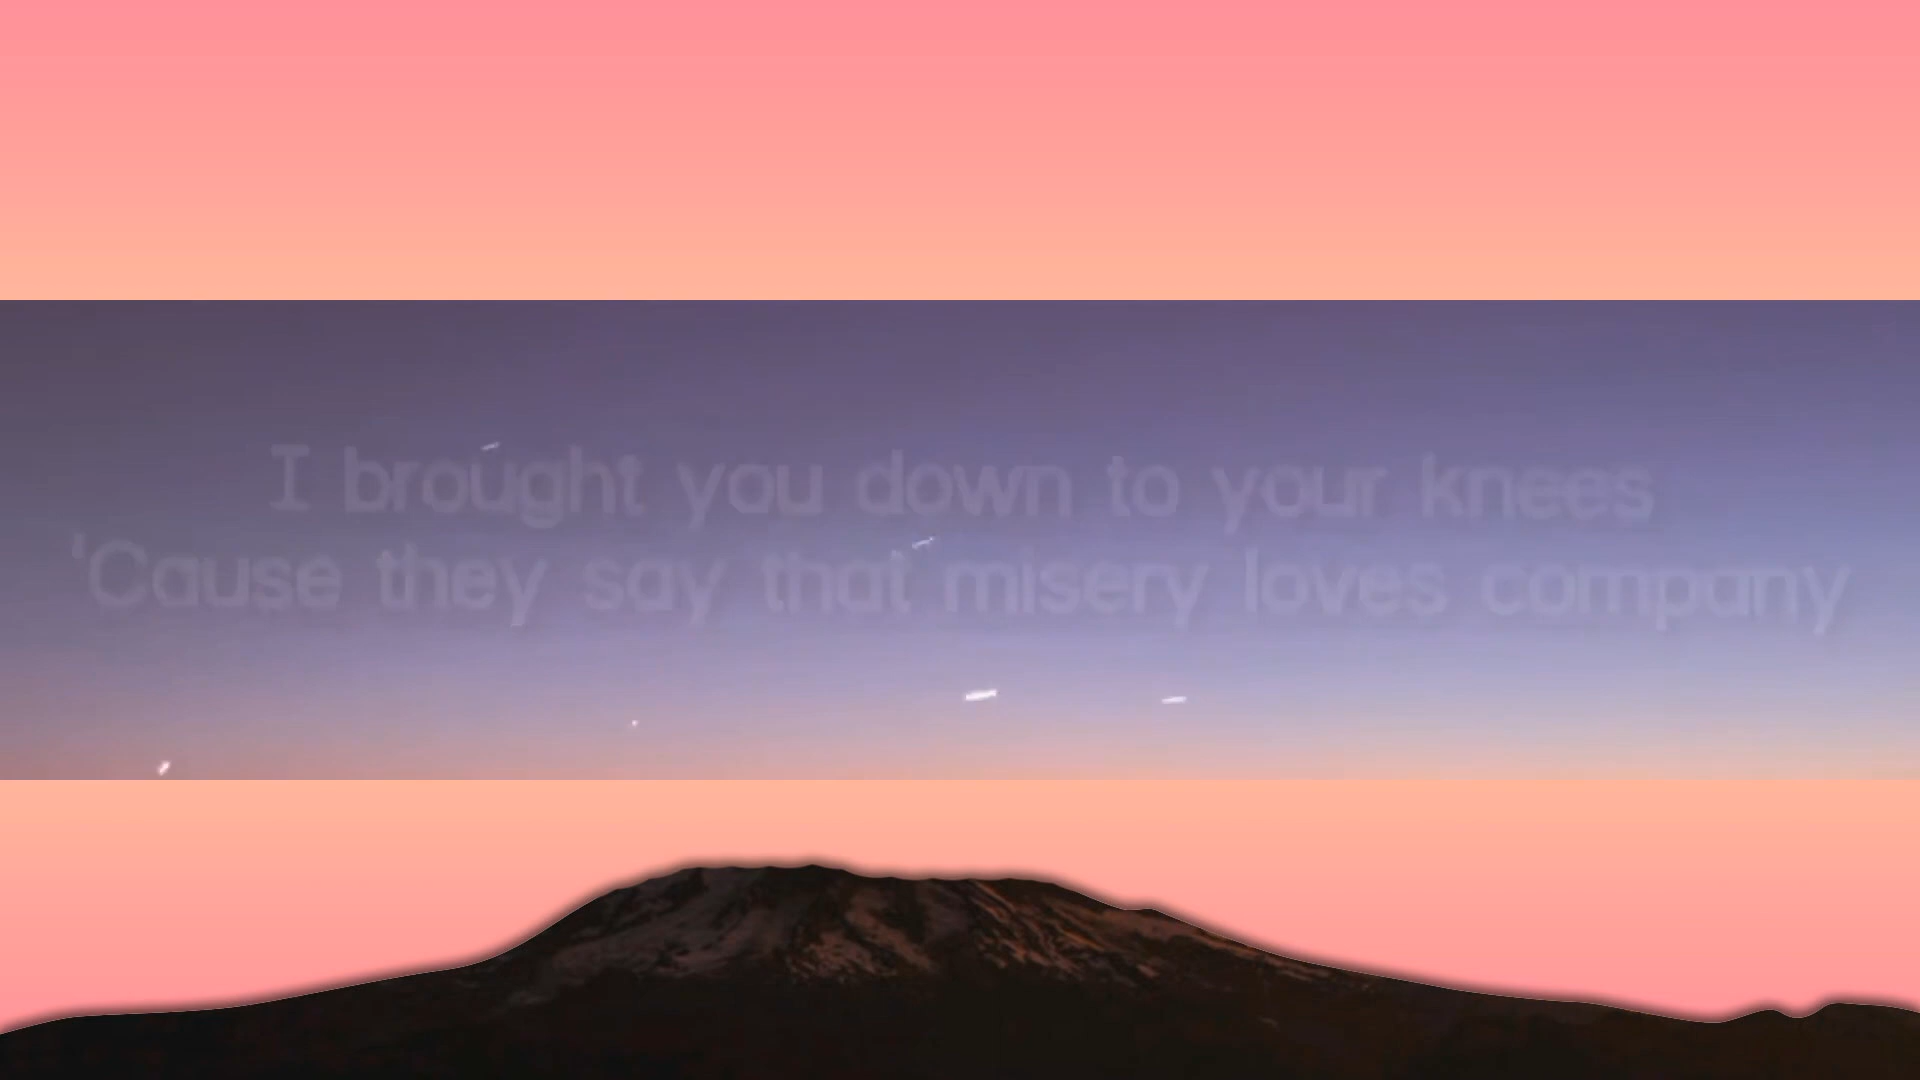 I brought you down to your knees
'Cause they say that misery loves company